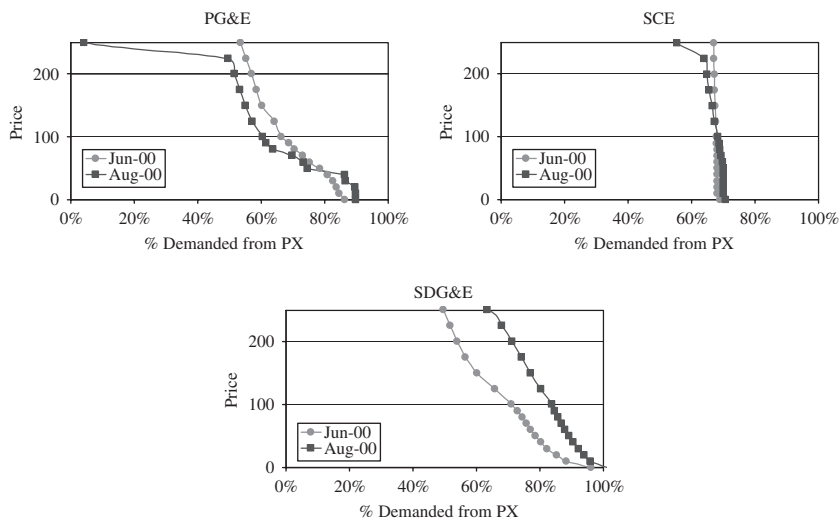 PG&E
200
100
0
Price
Jun-00
Aug-00
0% 20% 40% 60% 80% 100%
% Demanded from PX
SCE
200
100
0
Price
Jun-00
Aug-00
0% 20% 40% 60% 80% 100%
% Demanded from PX
SDG&E
200
100
0
Price
Jun-00
Aug-00
0% 20% 40% 60% 80% 100%
% Demanded from PX